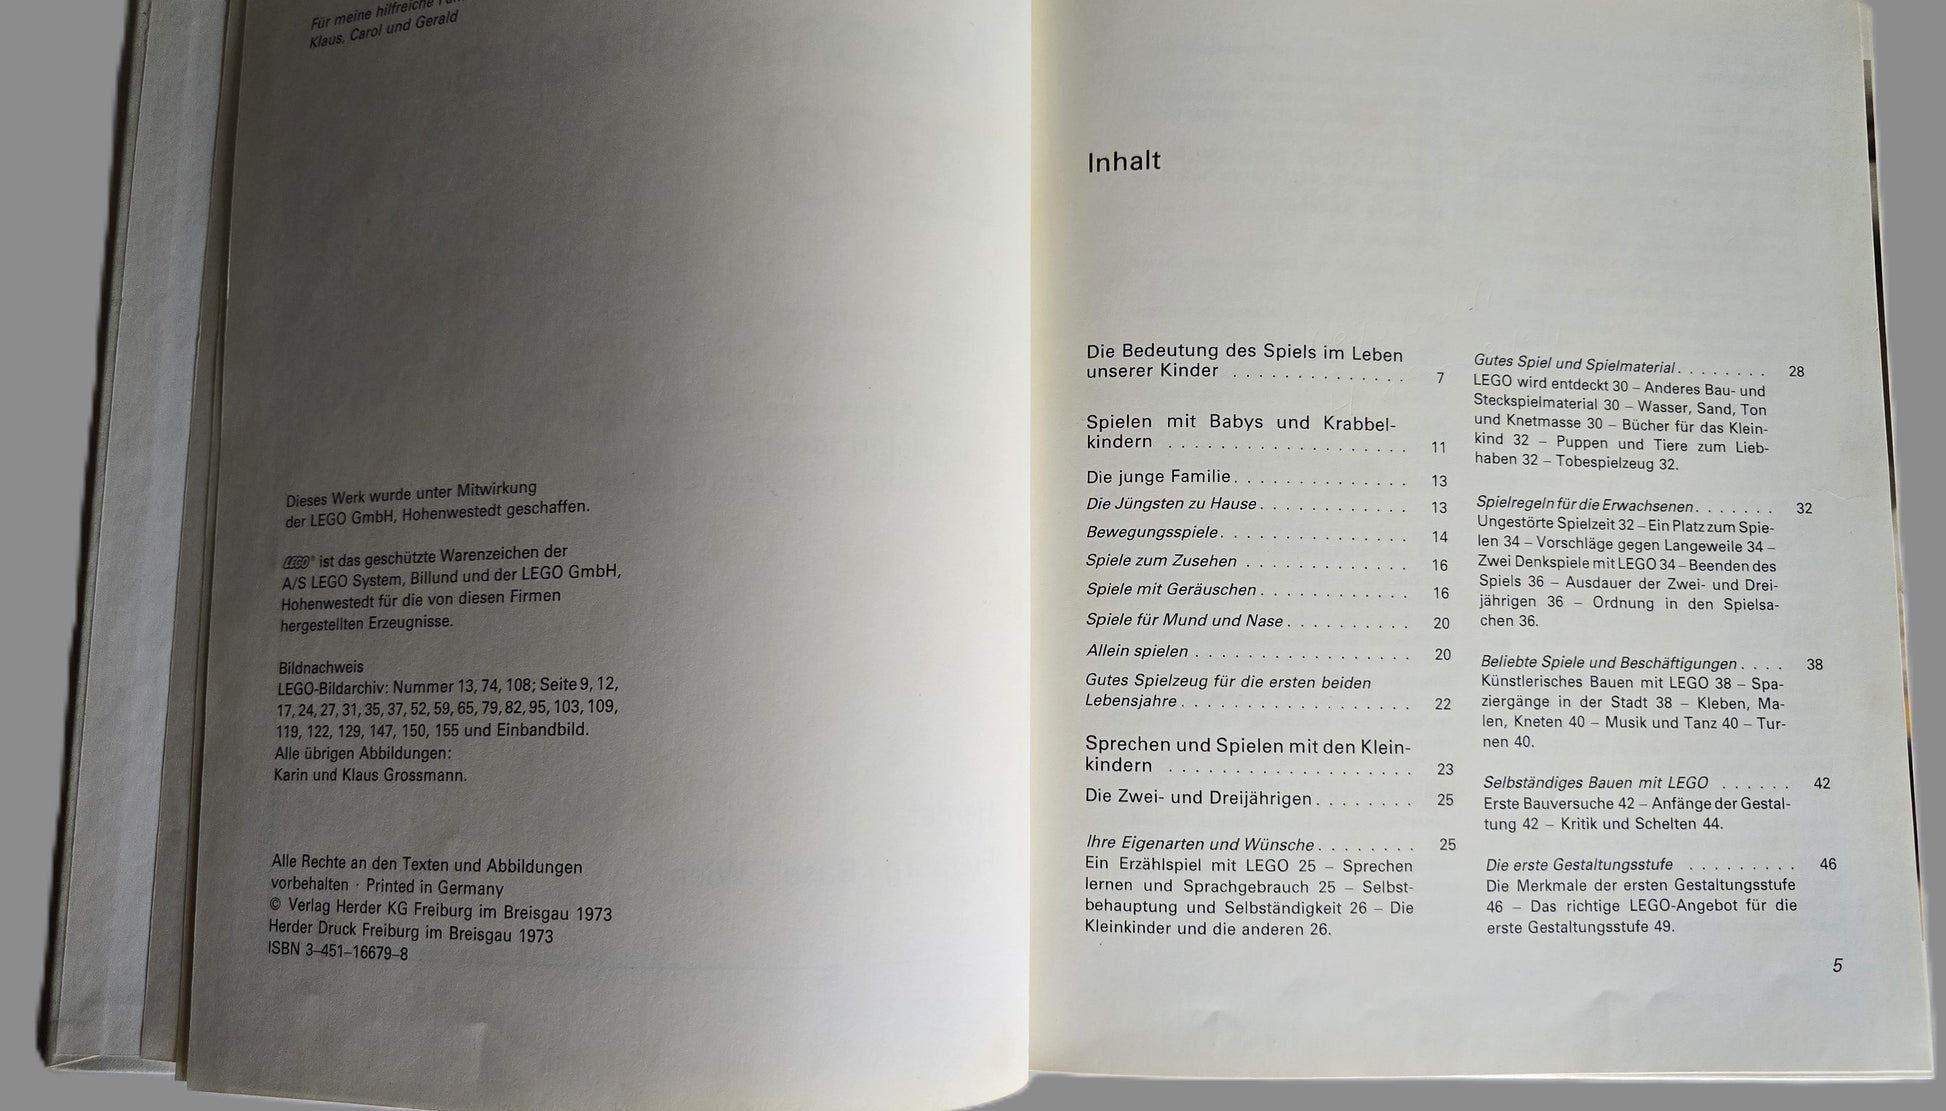 Für meine hilfreiche
Klaus, Carol und Gerald
Dieses Werk wurde unter Mitwirkung
der LEGO GmbH, Hohenwestedt geschaffen.
LEGO® ist das geschützte Warenzeichen der
A/S LEGO System, Billund und der LEGO GmbH,
Hohenwestedt für die von diesen Firmen
hergestellten Erzeugnisse.
Bildnachweis
LEGO-Bildarchiv: Nummer 13, 74, 108; Seite 9, 12,
17, 24, 27, 31, 35, 37, 52, 59, 65, 79, 82, 95, 103, 109,
119, 122, 129, 147, 150, 155 und Einbandbild.
Alle übrigen Abbildungen:
Karin und Klaus Grossmann.
Alle Rechte an den Texten und Abbildungen
vorbehalten · Printed in Germany
© Verlag Herder KG Freiburg im Breisgau 1973
Herder Druck Freiburg im Breisgau 1973
ISBN 3–451–16679–8
Inhalt
Die Bedeutung des Spiels im Leben
unserer Kinder . . . . . . . . . . . . . . 7
Spielen mit Babys und Krabbel-
kindern . . . . . . . . . . . . . . . . . . . 11
Die junge Familie. . . . . . . . . . . . . . 13
Die Jüngsten zu Hause. . . . . . . . . . . . 13
Bewegungsspiele. . . . . . . . . . . . . . . 14
Spiele zum Zusehen . . . . . . . . . . . . . 16
Spiele mit Geräuschen. . . . . . . . . . . . 16
Spiele für Mund und Nase. . . . . . . . . . 20
Allein spielen . . . . . . . . . . . . . . . . . 20
Gutes Spielzeug für die ersten beiden
Lebensjahre. . . . . . . . . . . . . . . . . . 22
Sprechen und Spielen mit den Klein-
kindern . . . . . . . . . . . . . . . . . . . 23
Die Zwei- und Dreijährigen. . . . . . . . 25
Ihre Eigenarten und Wünsche. . . . . . . . 25
Ein Erzählspiel mit LEGO 25 – Sprechen
lernen und Sprachgebrauch 25 – Selbst-
behauptung und Selbständigkeit 26 – Die
Kleinkinder und die anderen 26.
Gutes Spiel und Spielmaterial. . . . . . . . 28
LEGO wird entdeckt 30 – Anderes Bau- und
Steckspielmaterial 30 – Wasser, Sand, Ton
und Knetmasse 30 – Bücher für das Klein-
kind 32 – Puppen und Tiere zum Lieb-
haben 32 – Tobespielzeug 32.
Spielregeln für die Erwachsenen. . . . . . . 32
Ungestörte Spielzeit 32 – Ein Platz zum Spie-
len 34 – Vorschläge gegen Langeweile 34 –
Zwei Denkspiele mit LEGO 34 – Beenden des
Spiels 36 – Ausdauer der Zwei- und Drei-
jährigen 36 – Ordnung in den Spielsa-
chen 36.
Beliebte Spiele und Beschäftigungen. . . . 38
Künstlerisches Bauen mit LEGO 38 – Spa-
ziergänge in der Stadt 38 – Kleben, Ma-
len, Kneten 40 – Musik und Tanz 40 – Tur-
nen 40.
Selbständiges Bauen mit LEGO . . . . . . 42
Erste Bauversuche 42 – Anfänge der Gestal-
tung 42 – Kritik und Schelten 44.
Die erste Gestaltungsstufe . . . . . . . . . 46
Die Merkmale der ersten Gestaltungsstufe
46 – Das richtige LEGO-Angebot für die
erste Gestaltungsstufe 49.
5